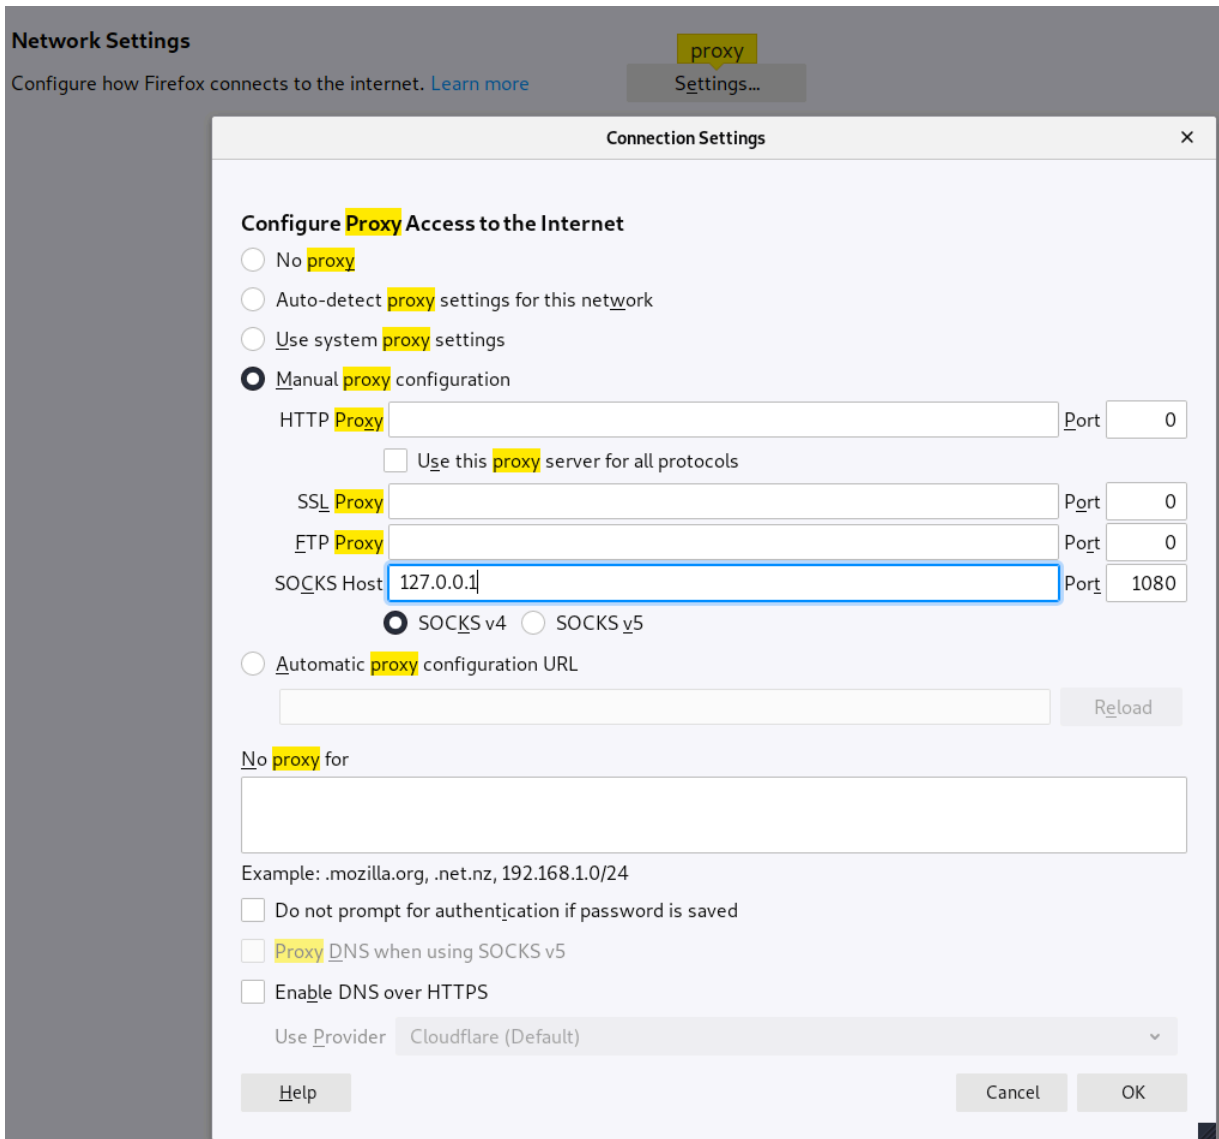 Network Settings
proxy
Configure how Firefox connects to the internet. Learn more
Settings...
Connection Settings
Configure Proxy Access to the Internet
No proxy
Auto-detect proxy settings for this network
Use system proxy settings
Manual proxy configuration
HTTP Proxy Port 0
Use this proxy server for all protocols
SSL Proxy Port 0
FTP Proxy Port 0
SOCKS Host 127.0.0.1 Port 1080
SOCKS v4 SOCKS v5
Automatic proxy configuration URL
Reload
No proxy for
Example: .mozilla.org, .net.nz, 192.168.1.0/24
Do not prompt for authentication if password is saved
Proxy DNS when using SOCKS v5
Enable DNS over HTTPS
Use Provider Cloudflare (Default)
Help Cancel OK